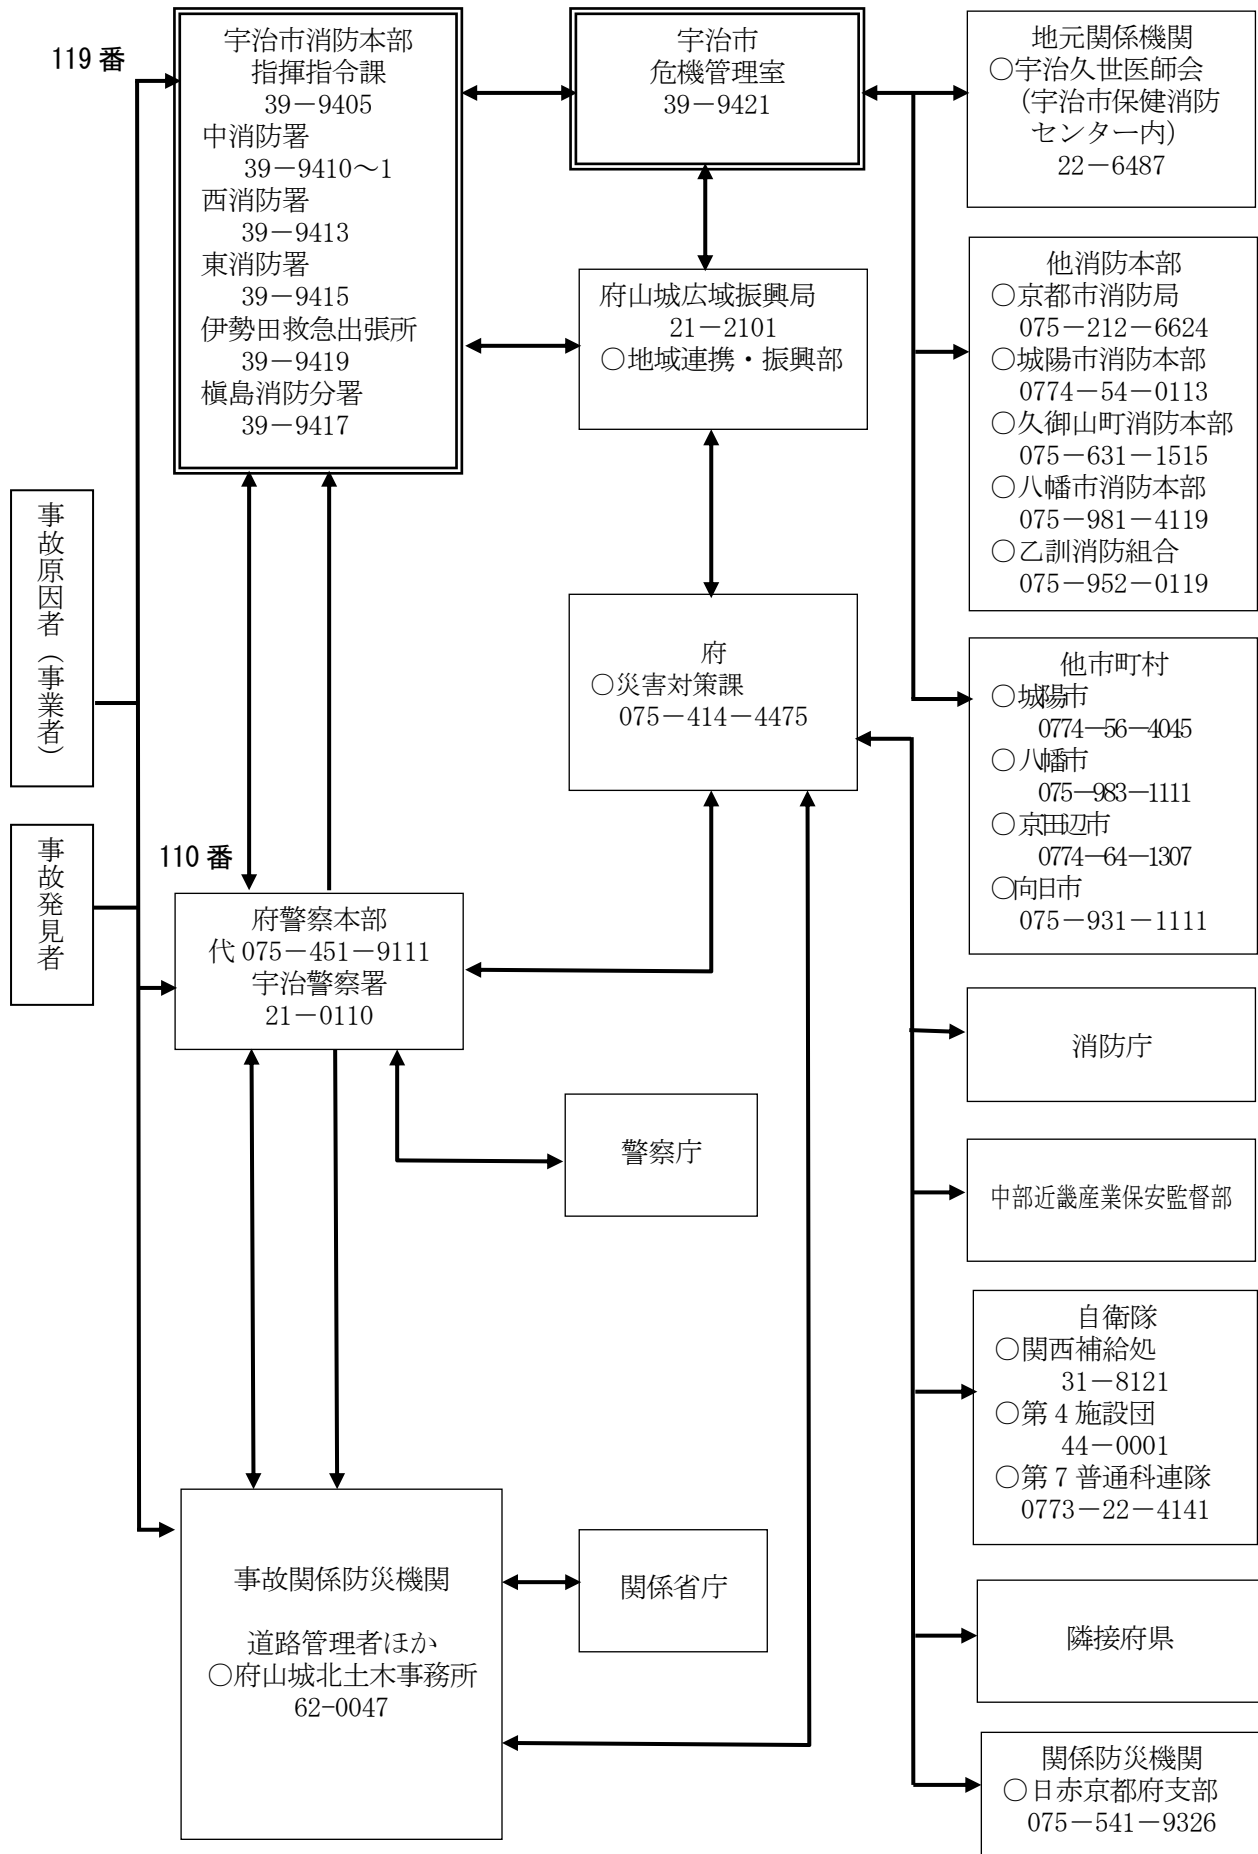 119 番
宇治市消防本部
指揮指令課
39－9405
中消防署
39－9410～1
西消防署
39－9413
東消防署
39－9415
伊勢田救急出張所
39－9419
槇島消防分署
39－9417
宇治市
危機管理室
39－9421
地元関係機関
○宇治久世医師会
（宇治市保健消防
センター内）
22－6487
府山城広域振興局
21－2101
○地域連携・振興部
他消防本部
○京都市消防局
075－212－6624
○城陽市消防本部
0774－54－0113
○久御山町消防本部
075－631－1515
○八幡市消防本部
075－981－4119
○乙訓消防組合
075－952－0119
事故原因者（事業者）
事故発見者
府
○災害対策課
075－414－4475
他市町村
○城陽市
0774―56―4045
○八幡市
075―983―1111
○京田辺市
0774―64―1307
○向日市
075－931－1111
110 番
府警察本部
代 075－451－9111
宇治警察署
21－0110
消防庁
警察庁
中部近畿産業保安監督部
自衛隊
○関西補給処
31－8121
○第 4 施設団
44－0001
○第 7 普通科連隊
0773－22－4141
事故関係防災機関
道路管理者ほか
○府山城北土木事務所
62-0047
関係省庁
隣接府県
関係防災機関
○日赤京都府支部
075－541－9326